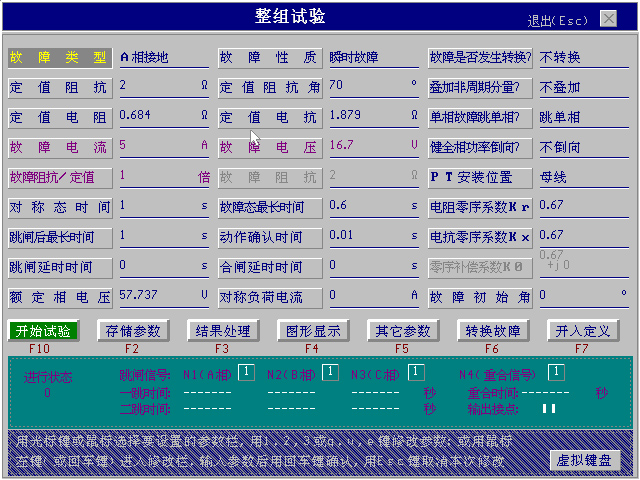 整组试验 退出(Esc)
故障类型 A相接地 故障性质 瞬时故障 故障是否发生转换? 不转换
定值阻抗 2 Ω 定值阻抗角 70 ° 叠加非周期分量? 不叠加
定值电阻 0.684 Ω 定值电抗 1.879 Ω 单相故障跳单相? 跳单相
故障电流 5 A 故障电压 16.7 V 健全相功率倒向? 不倒向
故障阻抗/定值 1 倍 故障阻抗 2 Ω PT安装位置 母线
对称态时间 1 s 故障态最长时间 0.6 s 电阻零序系数Kr 0.67
跳闸后最长时间 1 s 动作确认时间 0.01 s 电抗零序系数Kx 0.67
跳闸延时时间 0 s 合闸延时时间 0 s 零序补偿系数K0 0.67 +j0
额定相电压 57.737 V 对称负荷电流 0 A 故障初始角 0 °
开始试验 存储参数 结果处理 图形显示 其它参数 转换故障 开入定义
F10 F2 F3 F4 F5 F6 F7
进行状态 跳闸信号: N1(A相) 1 N2(B相) 1 N3(C相) 1 N4(重合信号) 1
0 一跳时间: ------- ------- ------- 秒 重合时间: ------- 秒
二跳时间: ------- ------- ------- 秒 输出接点:
用光标键或鼠标选择要设置的参数栏,用1,2,3或q,w,e键修改参数;或用鼠标
左键(或回车键)进入修改栏.输入参数后用回车键确认,用Esc键取消本次修改
虚拟键盘